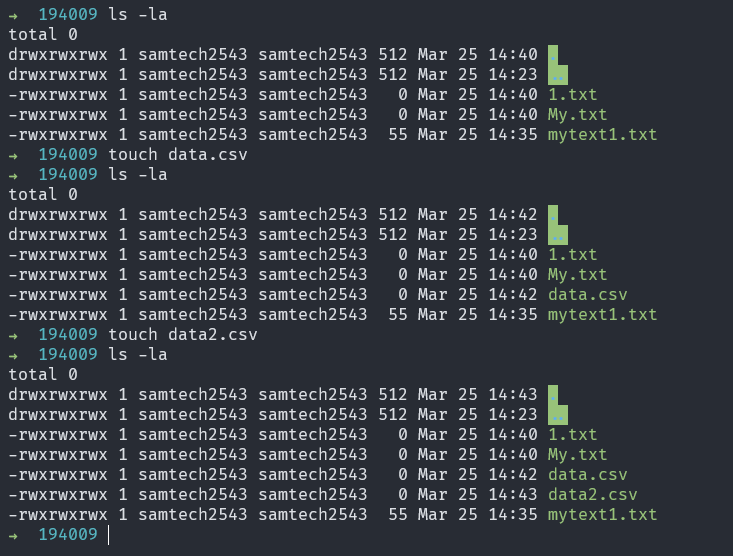 →  194009 ls -la
total 0
drwxrwxrwx 1 samtech2543 samtech2543 512 Mar 25 14:40 .
drwxrwxrwx 1 samtech2543 samtech2543 512 Mar 25 14:23 ..
-rwxrwxrwx 1 samtech2543 samtech2543   0 Mar 25 14:40 1.txt
-rwxrwxrwx 1 samtech2543 samtech2543   0 Mar 25 14:40 My.txt
-rwxrwxrwx 1 samtech2543 samtech2543  55 Mar 25 14:35 mytext1.txt
→  194009 touch data.csv
→  194009 ls -la
total 0
drwxrwxrwx 1 samtech2543 samtech2543 512 Mar 25 14:42 .
drwxrwxrwx 1 samtech2543 samtech2543 512 Mar 25 14:23 ..
-rwxrwxrwx 1 samtech2543 samtech2543   0 Mar 25 14:40 1.txt
-rwxrwxrwx 1 samtech2543 samtech2543   0 Mar 25 14:40 My.txt
-rwxrwxrwx 1 samtech2543 samtech2543   0 Mar 25 14:42 data.csv
-rwxrwxrwx 1 samtech2543 samtech2543  55 Mar 25 14:35 mytext1.txt
→  194009 touch data2.csv
→  194009 ls -la
total 0
drwxrwxrwx 1 samtech2543 samtech2543 512 Mar 25 14:43 .
drwxrwxrwx 1 samtech2543 samtech2543 512 Mar 25 14:23 ..
-rwxrwxrwx 1 samtech2543 samtech2543   0 Mar 25 14:40 1.txt
-rwxrwxrwx 1 samtech2543 samtech2543   0 Mar 25 14:40 My.txt
-rwxrwxrwx 1 samtech2543 samtech2543   0 Mar 25 14:42 data.csv
-rwxrwxrwx 1 samtech2543 samtech2543   0 Mar 25 14:43 data2.csv
-rwxrwxrwx 1 samtech2543 samtech2543  55 Mar 25 14:35 mytext1.txt
→  194009